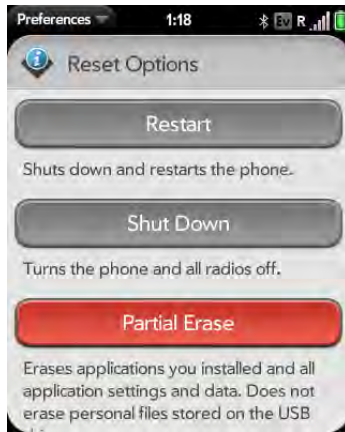 Preferences 1:18 Ev R
Reset Options
Restart
Shuts down and restarts the phone.
Shut Down
Turns the phone and all radios off.
Partial Erase
Erases applications you installed and all
application settings and data. Does not
erase personal files stored on the USB